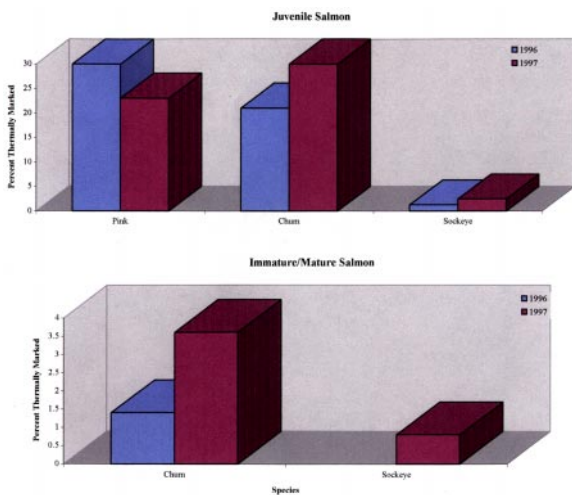 Juvenile Salmon
1996
1997
Percent Thermally Marked
30
25
20
15
10
5
0
Pink
Chum
Sockeye
Immature/Mature Salmon
1996
1997
Percent Thermally Marked
4
3.5
3
2.5
2
1.5
1
0.5
0
Chum
Sockeye
Species